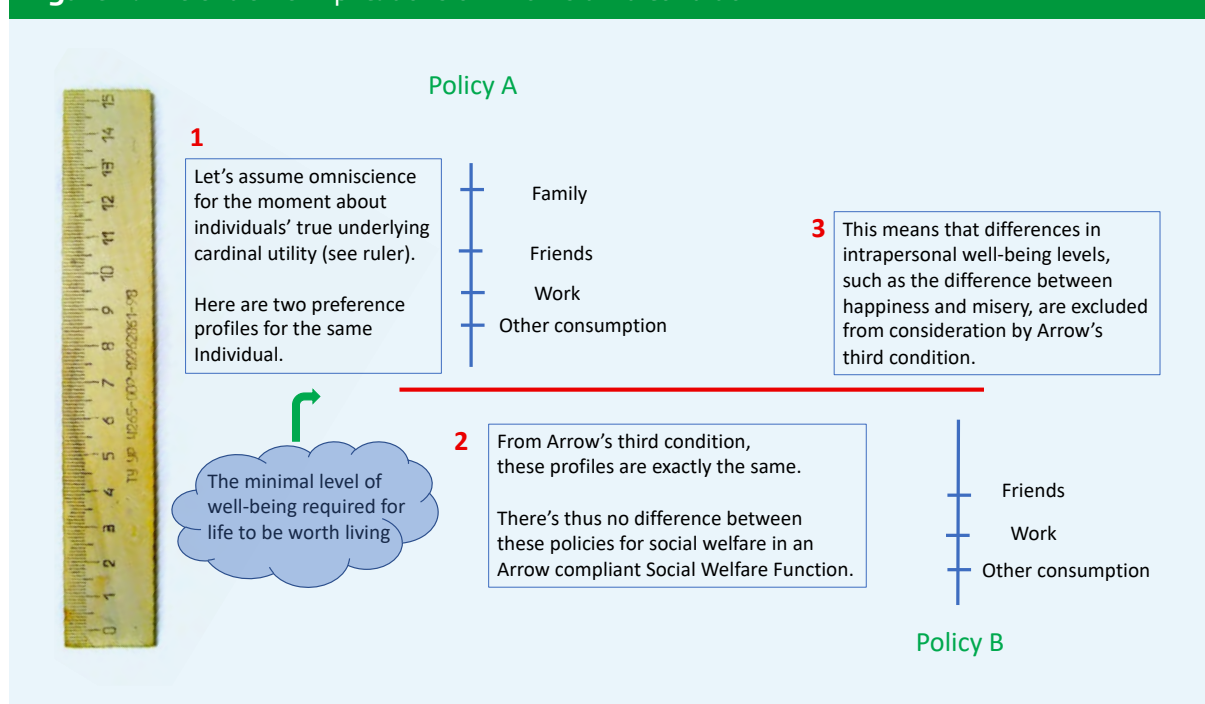 Policy A
1
Let's assume omniscience
for the moment about
individuals' true underlying
cardinal utility (see ruler).
Here are two preference
profiles for the same
Individual.
Family
Friends
Work
Other consumption
3
This means that differences in
intrapersonal well-being levels,
such as the difference between
happiness and misery, are excluded
from consideration by Arrow's
third condition.
The minimal level of
well-being required for
life to be worth living
2
From Arrow's third condition,
these profiles are exactly the same.
There's thus no difference between
these policies for social welfare in an
Arrow compliant Social Welfare Function.
Friends
Work
Other consumption
Policy B
15
14
13
12
11
10
9
8
7
6
5
4
3
2
1
0